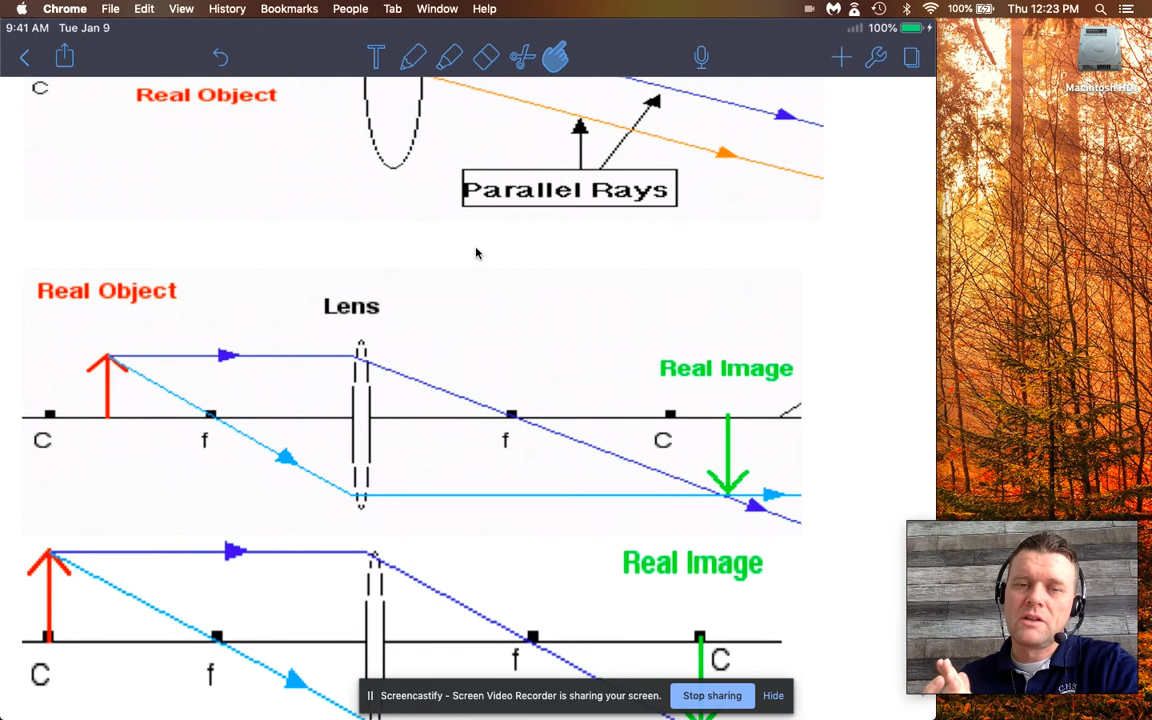 Chrome File Edit View History Bookmarks People Tab Window Help 100% Thu 12:23 PM
9:41 AM Tue Jan 9 100%
T
C
Real Object
Macintosh HD
Parallel Rays
Real Object
Lens
Real Image
C f f C
Real Image
C f f C
Screencastify - Screen Video Recorder is sharing your screen. Stop sharing Hide
GHS